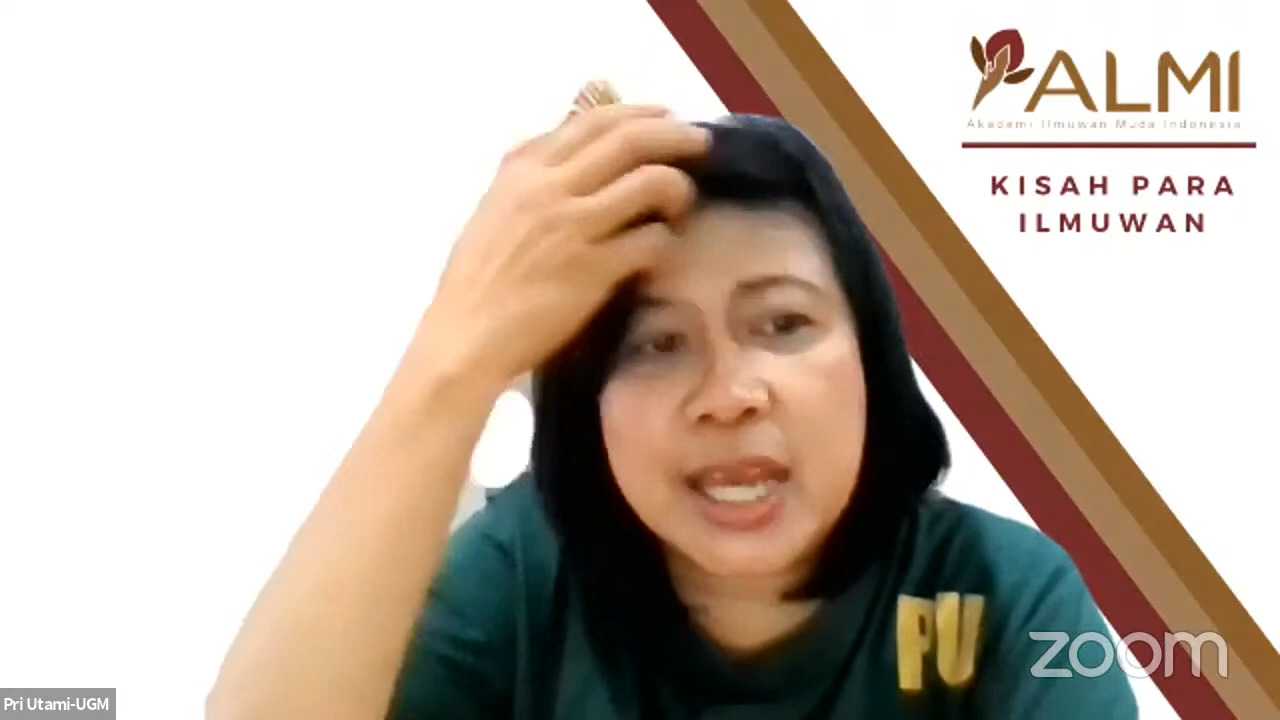 ALMI
Akademi Ilmuwan Muda Indonesia
KISAH PARA
ILMUWAN
PU
zoom
Pri Utami-UGM